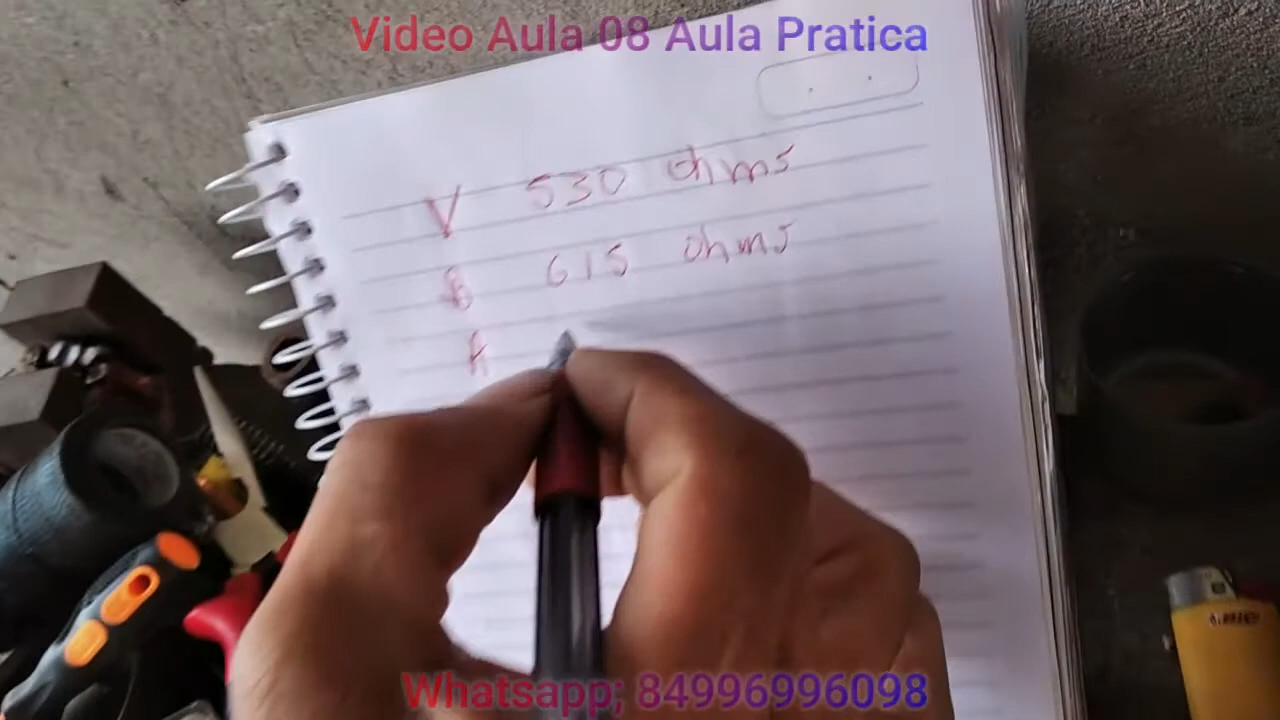 Video Aula 08 Aula Pratica
V 530 ohms
B 615 ohms
A
Whatsapp; 84996996098